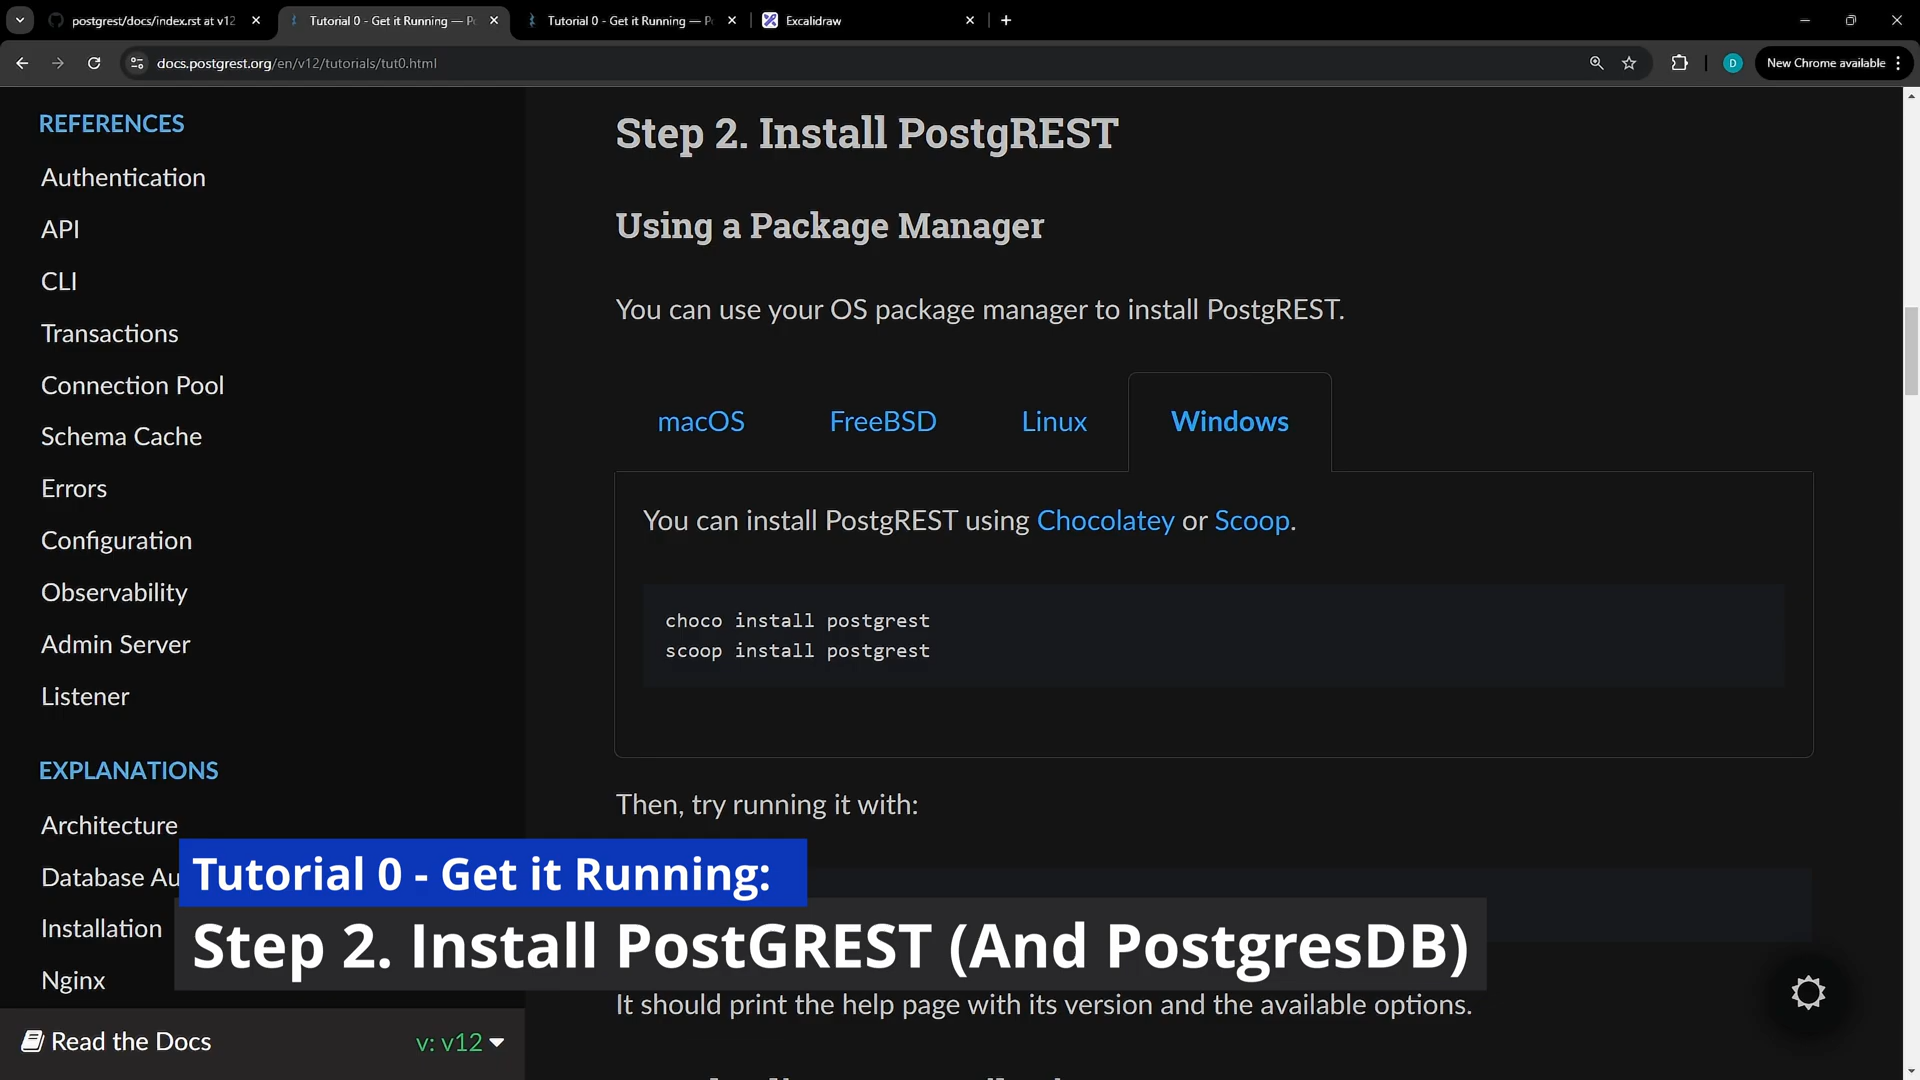 postgrest/docs/index.rst at v12
Tutorial 0 - Get it Running — P
Tutorial 0 - Get it Running — P
Excalidraw
docs.postgrest.org/en/v12/tutorials/tut0.html
D
New Chrome available
REFERENCES
Authentication
API
CLI
Transactions
Connection Pool
Schema Cache
Errors
Configuration
Observability
Admin Server
Listener
EXPLANATIONS
Architecture
Database Au
Installation
Nginx
Read the Docs
v: v12
Step 2. Install PostgREST
Using a Package Manager
You can use your OS package manager to install PostgREST.
macOS
FreeBSD
Linux
Windows
You can install PostgREST using Chocolatey or Scoop.
choco install postgrest
scoop install postgrest
Then, try running it with:
Tutorial 0 - Get it Running:
Step 2. Install PostGREST (And PostgresDB)
It should print the help page with its version and the available options.